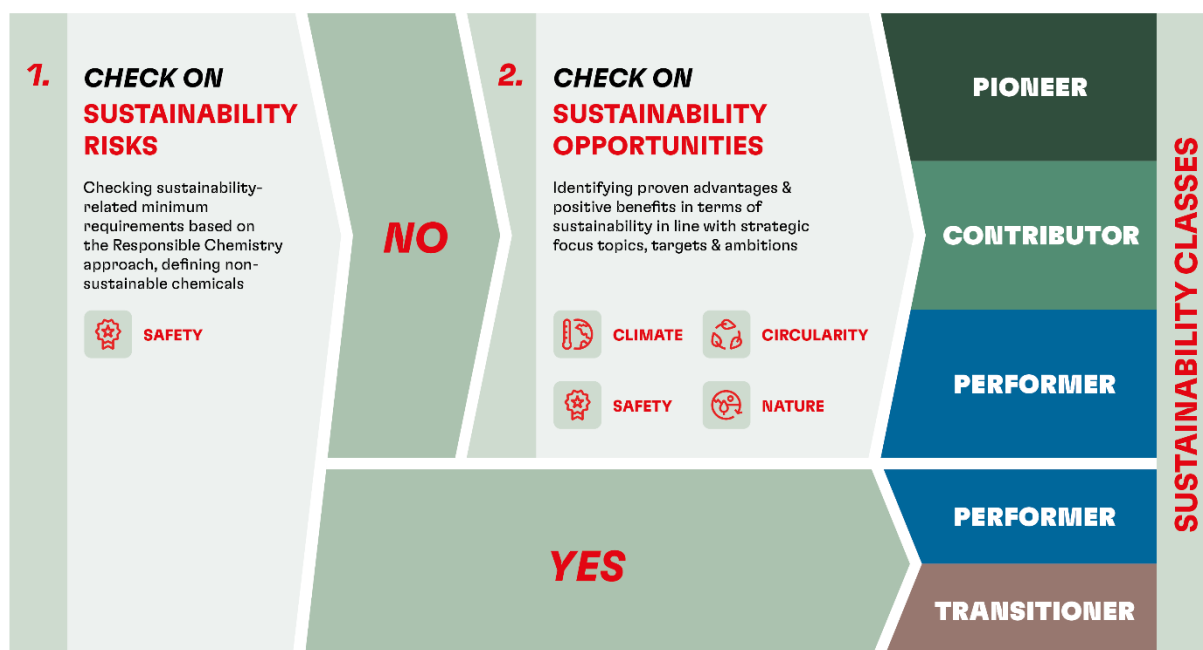 1.
CHECK ON
SUSTAINABILITY
RISKS
Checking sustainability-
related minimum
requirements based on
the Responsible Chemistry
approach, defining non-
sustainable chemicals
SAFETY
NO
2.
CHECK ON
SUSTAINABILITY
OPPORTUNITIES
Identifying proven advantages &
positive benefits in terms of
sustainability in line with strategic
focus topics, targets & ambitions
CLIMATE
CIRCULARITY
SAFETY
NATURE
YES
PIONEER
CONTRIBUTOR
PERFORMER
PERFORMER
TRANSITIONER
SUSTAINABILITY CLASSES